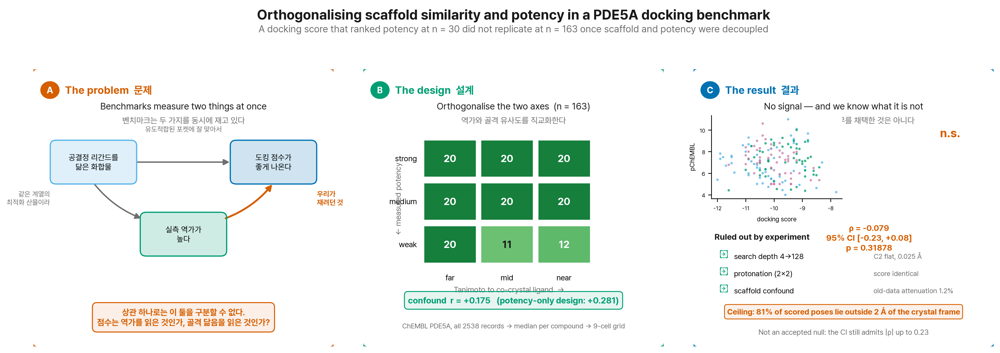 Orthogonalising scaffold similarity and potency in a PDE5A docking benchmark
A docking score that ranked potency at n = 30 did not replicate at n = 163 once scaffold and potency were decoupled
A
The problem 문제
Benchmarks measure two things at once
벤치마크는 두 가지를 동시에 재고 있다
유도적합된 포켓에 잘 맞아서
공결정 리간드를
닮은 화합물
도킹 점수가
좋게 나온다
같은 계열의
최적화 산물이라
우리가
재려던 것
실측 역가가
높다
상관 하나로는 이 둘을 구분할 수 없다.
점수는 역가를 읽은 것인가, 골격 닮음을 읽은 것인가?
B
The design 설계
Orthogonalise the two axes (n = 163)
역가와 골격 유사도를 직교화한다
← measured potency
strong
20 20 20
medium
20 20 20
weak
20 11 12
far mid near
Tanimoto to co-crystal ligand →
confound r = +0.175 (potency-only design: +0.281)
ChEMBL PDE5A, all 2538 records → median per compound → 9-cell grid
C
The result 결과
No signal — and we know what it is not
채택한 것은 아니다
n.s.
pChEMBL
10
8
6
4
-12 -11 -10 -9 -8
docking score
ρ = -0.079
95% CI [-0.23, +0.08]
p = 0.31878
Ruled out by experiment
search depth 4→128 C2 flat, 0.025 Å
protonation (2×2) score identical
scaffold confound old-data attenuation 1.2%
Ceiling: 81% of scored poses lie outside 2 Å of the crystal frame
Not an accepted null: the CI still admits |ρ| up to 0.23